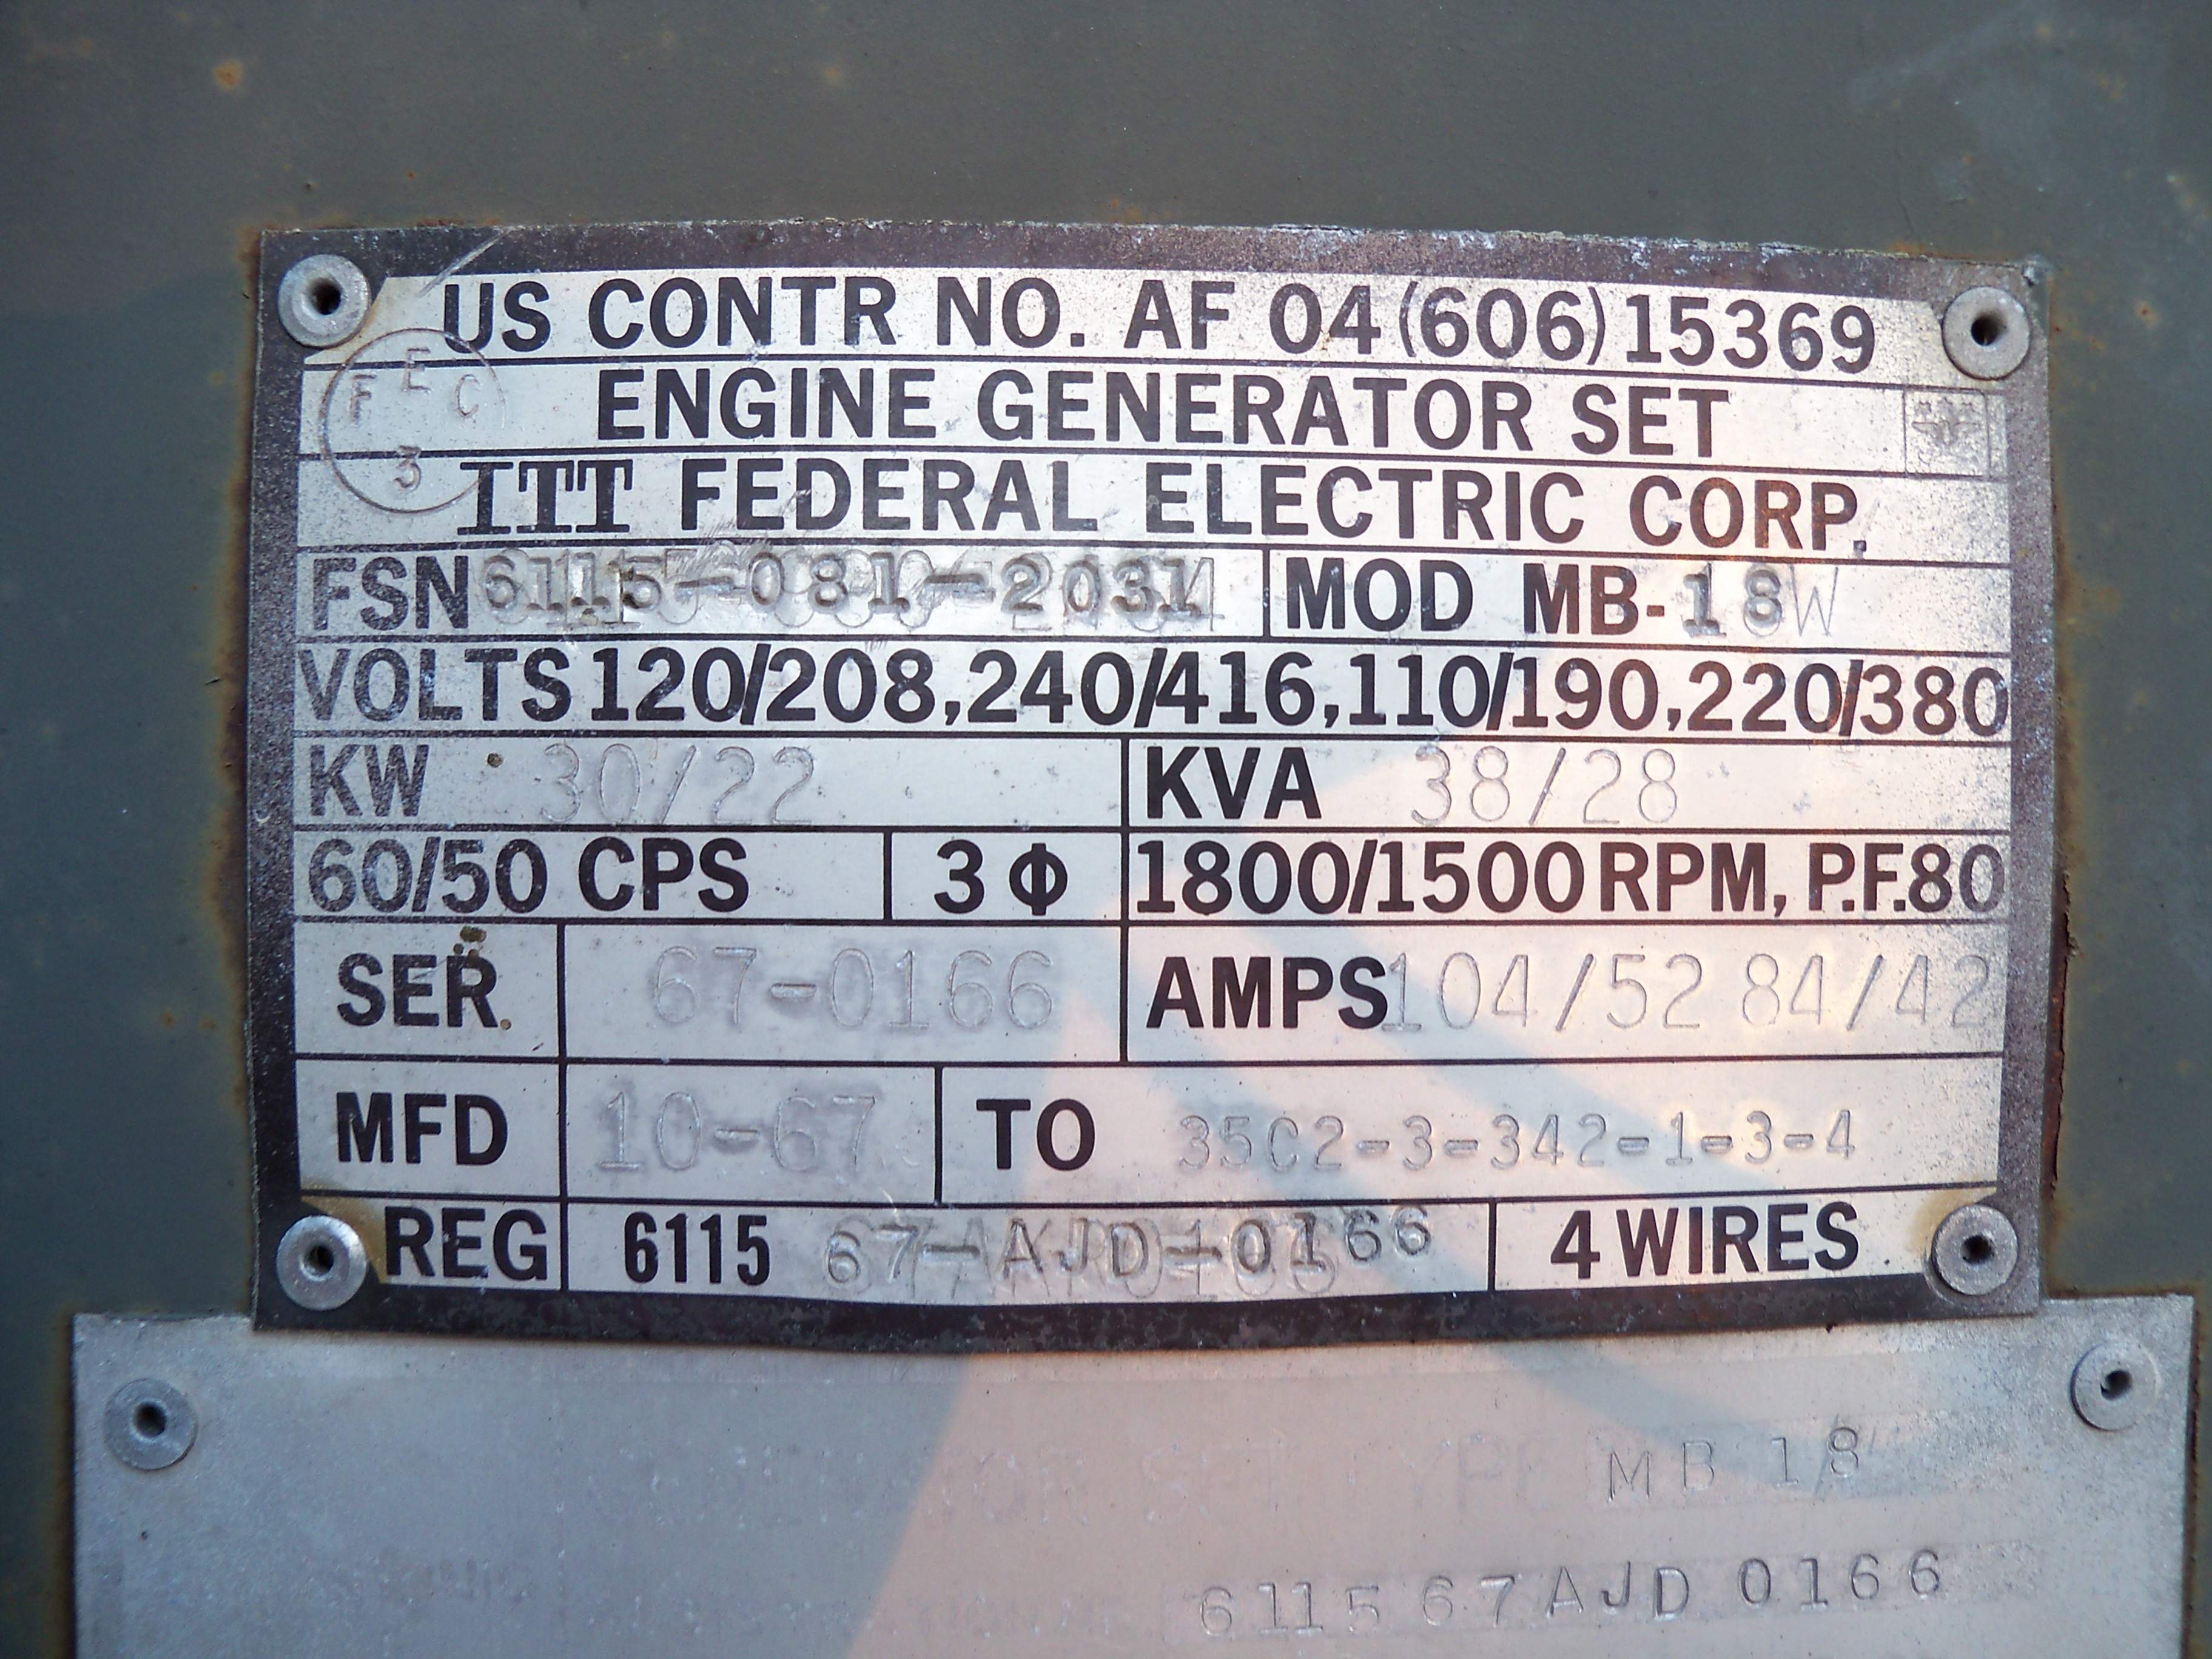 US CONTR NO. AF 04(606)15369
F E C
3
ENGINE GENERATOR SET
ITT FEDERAL ELECTRIC CORP.
FSN 6115-081-2031 MOD MB-18
VOLTS 120/208,240/416,110/190,220/380
KW 30/22 KVA 38/28
60/50 CPS 3 Φ 1800/1500 RPM, P.F.80
SER. 67-0166 AMPS 104/52 84/42
MFD 10-67 TO 35C2-3-342-1-3-4
REG 6115 67-AJD-0166 4 WIRES
MB 18
6115 67 AJD 0166